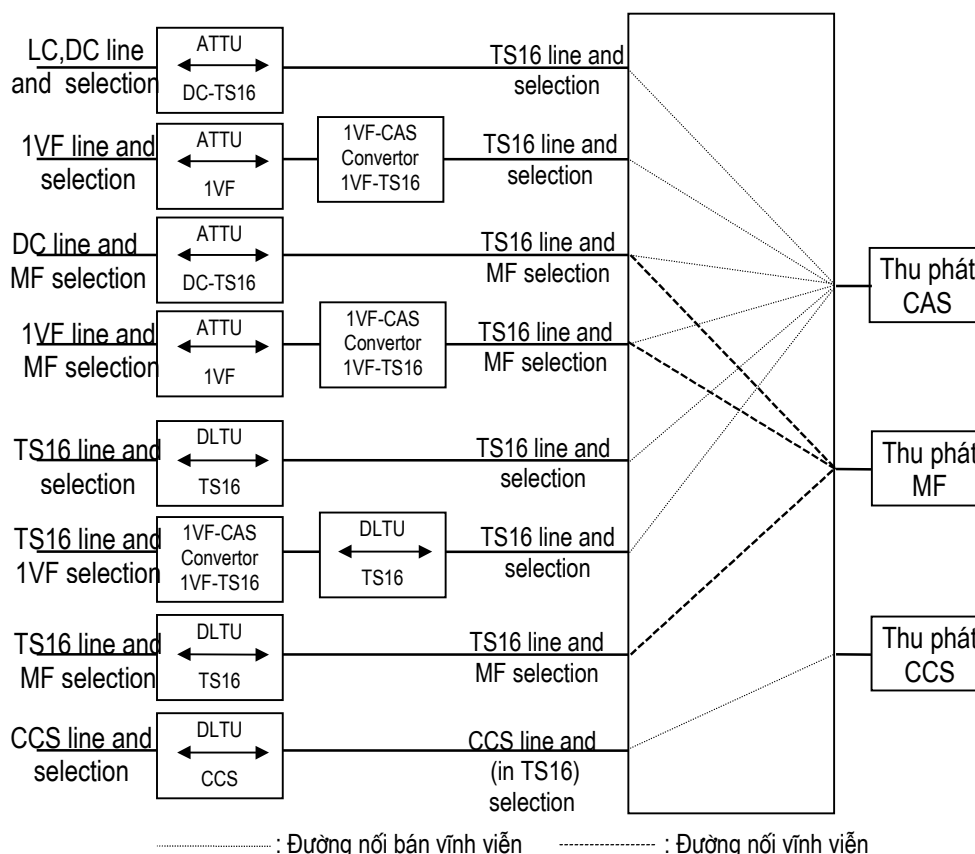 LC,DC line
and selection
ATTU
DC-TS16
TS16 line and
selection
1VF line and
selection
ATTU
1VF
1VF-CAS
Convertor
1VF-TS16
TS16 line and
selection
DC line and
MF selection
ATTU
DC-TS16
TS16 line and
MF selection
Thu phát
CAS
1VF line and
MF selection
ATTU
1VF
1VF-CAS
Convertor
1VF-TS16
TS16 line and
MF selection
TS16 line and
selection
DLTU
TS16
TS16 line and
selection
Thu phát
MF
TS16 line and
1VF selection
1VF-CAS
Convertor
1VF-TS16
DLTU
TS16
TS16 line and
selection
TS16 line and
MF selection
DLTU
TS16
TS16 line and
MF selection
Thu phát
CCS
CCS line and
selection
DLTU
CCS
CCS line and
(in TS16)
selection
: Đường nối bán vĩnh viễn
: Đường nối vĩnh viễn